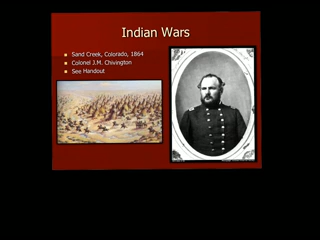 Indian Wars
Sand Creek, Colorado, 1864
Colonel J.M. Chivington
See Handout